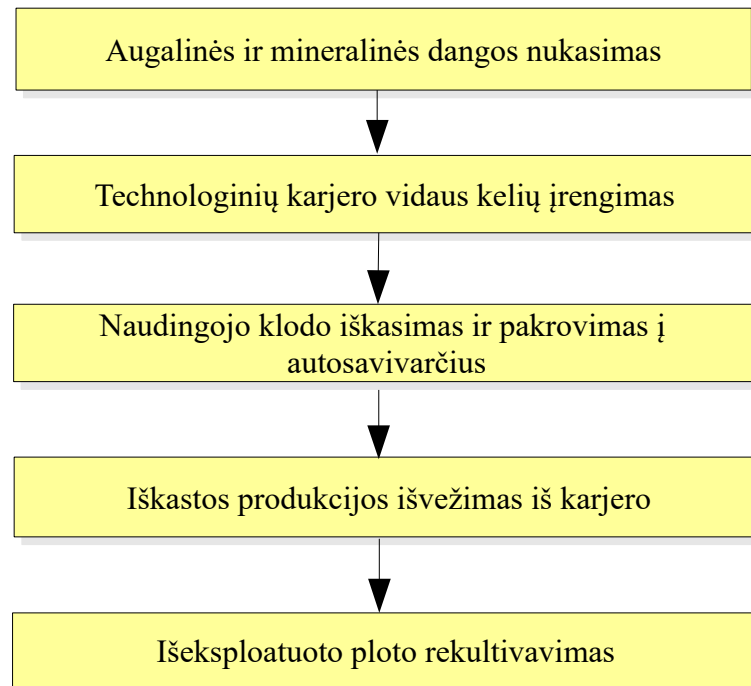 Augalinės ir mineralinės dangos nukasimas
Technologinių karjero vidaus kelių įrengimas
Naudingojo klodo iškasimas ir pakrovimas į
autosavivarčius
Iškastos produkcijos išvežimas iš karjero
Išeksploatuoto ploto rekultivavimas